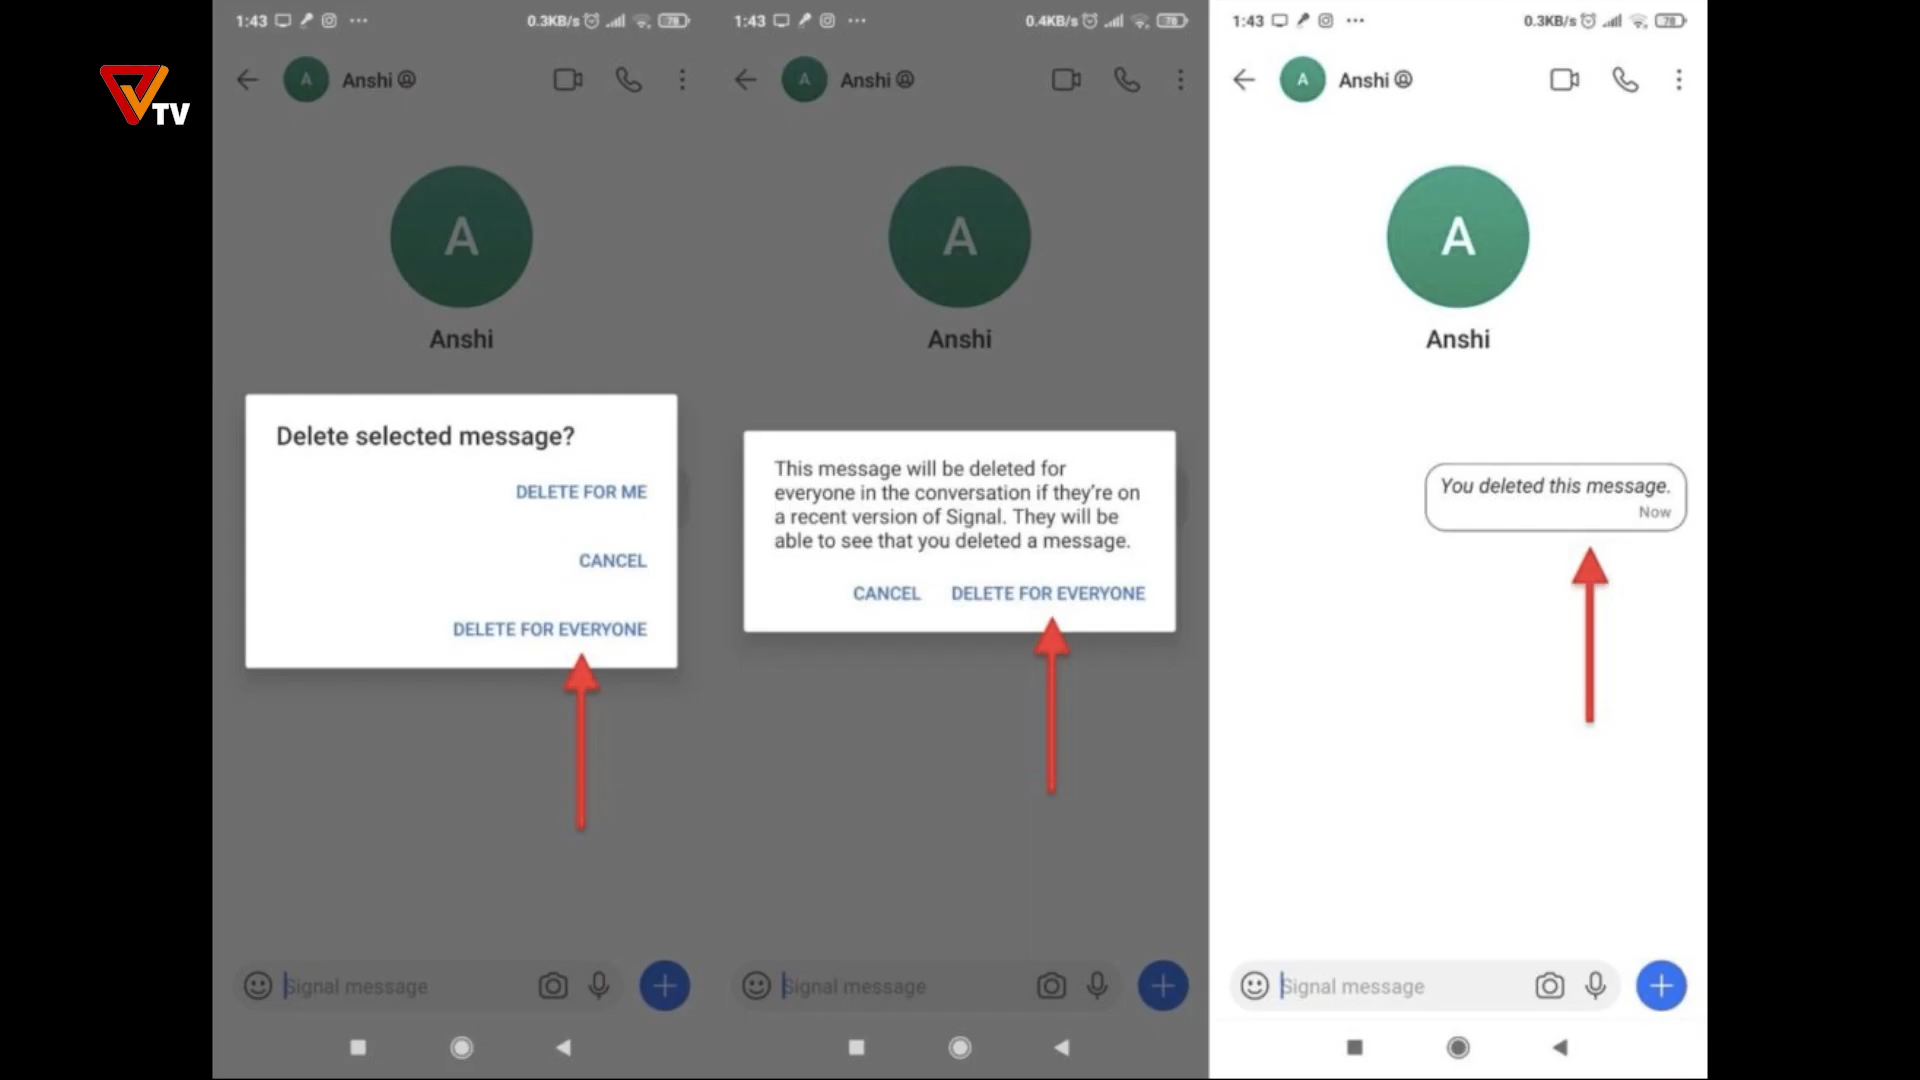 TV
1:43
0.3KB/s
78
A
Anshi
A
Anshi
Delete selected message?
DELETE FOR ME
CANCEL
DELETE FOR EVERYONE
Signal message
1:43
0.4KB/s
78
A
Anshi
A
Anshi
This message will be deleted for
everyone in the conversation if they're on
a recent version of Signal. They will be
able to see that you deleted a message.
CANCEL DELETE FOR EVERYONE
Signal message
1:43
0.3KB/s
78
A
Anshi
A
Anshi
You deleted this message.
Now
Signal message